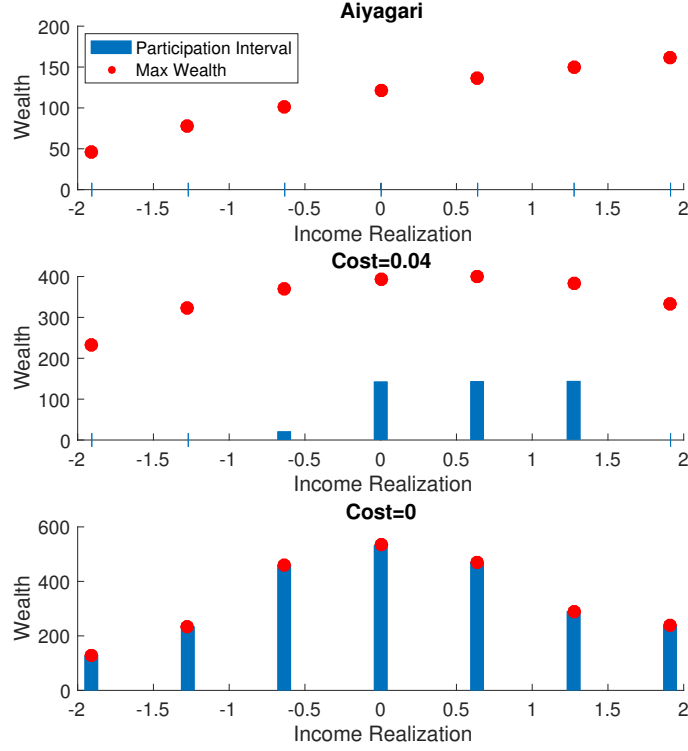 Aiyagari
200
150
100
50
0
Wealth
Participation Interval
Max Wealth
-2 -1.5 -1 -0.5 0 0.5 1 1.5 2
Income Realization
Cost=0.04
400
300
200
100
0
Wealth
-2 -1.5 -1 -0.5 0 0.5 1 1.5 2
Income Realization
Cost=0
600
400
200
0
Wealth
-2 -1.5 -1 -0.5 0 0.5 1 1.5 2
Income Realization